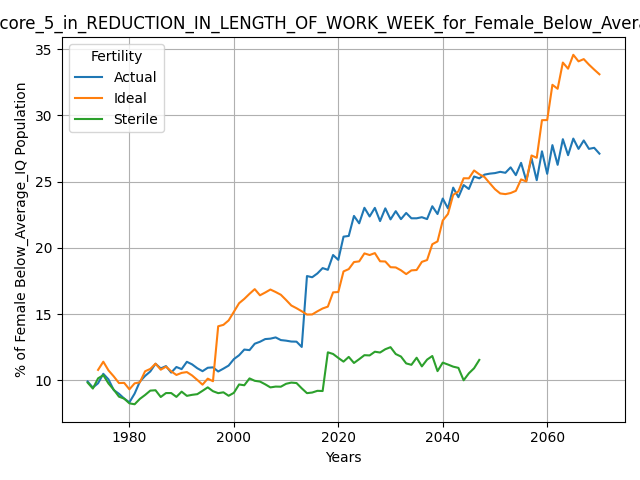 core_5_in_REDUCTION_IN_LENGTH_OF_WORK_WEEK_for_Female_Below_Avera
Fertility
Actual
Ideal
Sterile
% of Female Below_Average_IQ Population
35
30
25
20
15
10
1980 2000 2020 2040 2060
Years